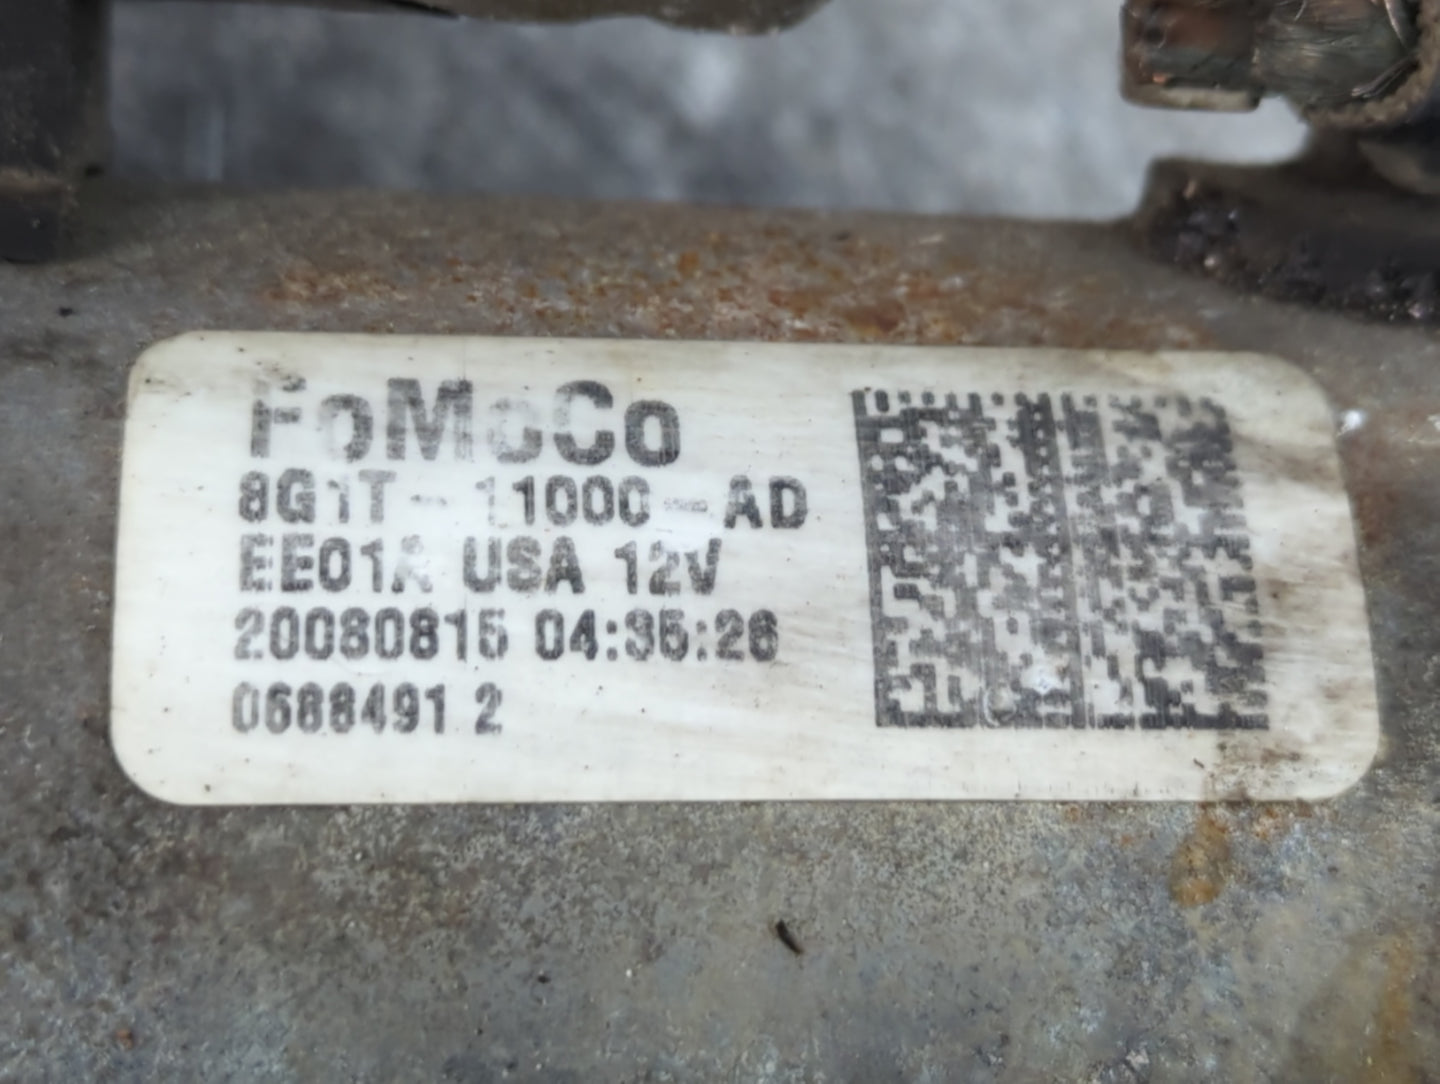 FoMoCo
8G1T - 11000 - AD
EE01A USA 12V
20080815 04:35:26
0688491 2